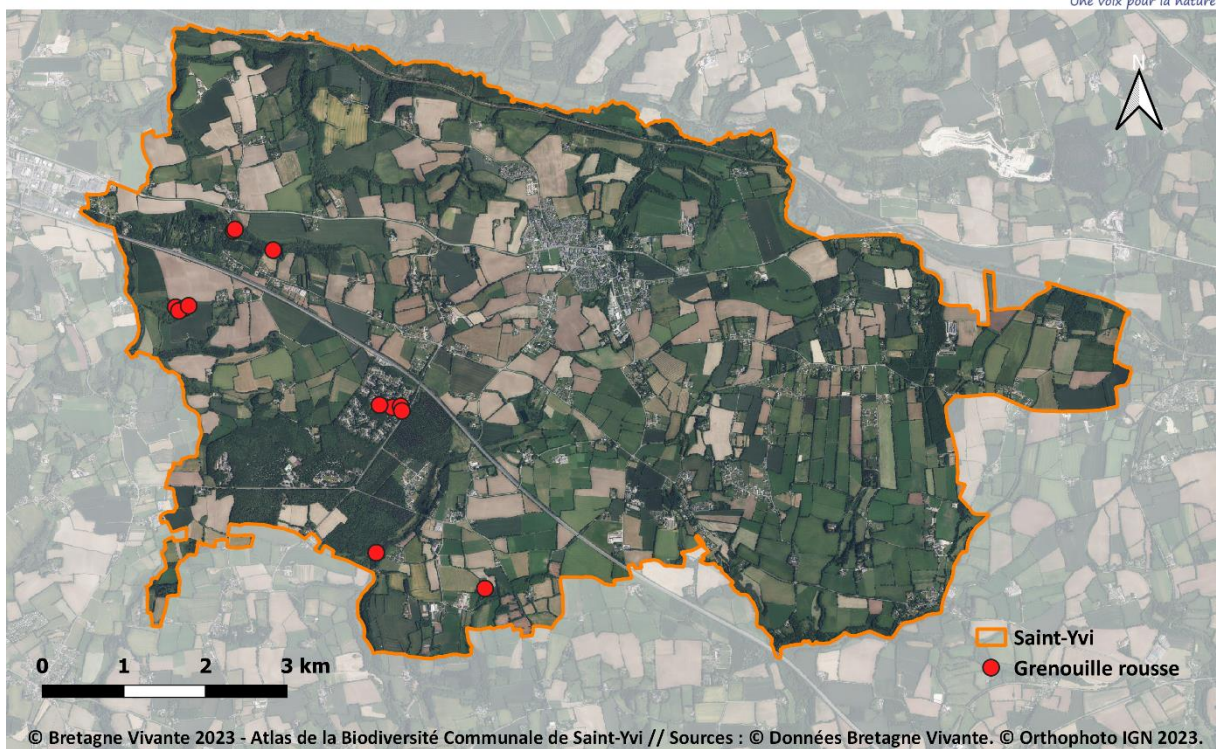 Une voix pour la nature
N
Saint-Yvi
Grenouille rousse
0 1 2 3 km
© Bretagne Vivante 2023 - Atlas de la Biodiversité Communale de Saint-Yvi // Sources : © Données Bretagne Vivante. © Orthophoto IGN 2023.